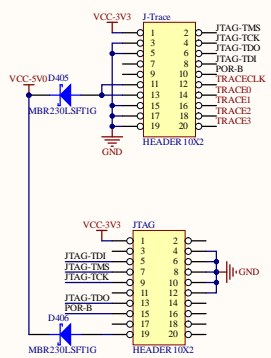 VCC-3V3
J-Trace
1 2 JTAG-TMS
3 4 JTAG-TCK
5 6 JTAG-TDO
7 8 JTAG-TDI
9 10 POR-B
11 12 TRACECLK
13 14 TRACE0
15 16 TRACE1
17 18 TRACE2
19 20 TRACE3
HEADER 10X2
GND
VCC-5V0
D405
MBR230LSFT1G
VCC-3V3
JTAG
1 2
3 4
JTAG-TDI 5 6
JTAG-TMS 7 8
JTAG-TCK 9 10
11 12
JTAG-TDO 13 14
POR-B 15 16
17 18
19 20
GND
D406
MBR230LSFT1G
HEADER 10X2